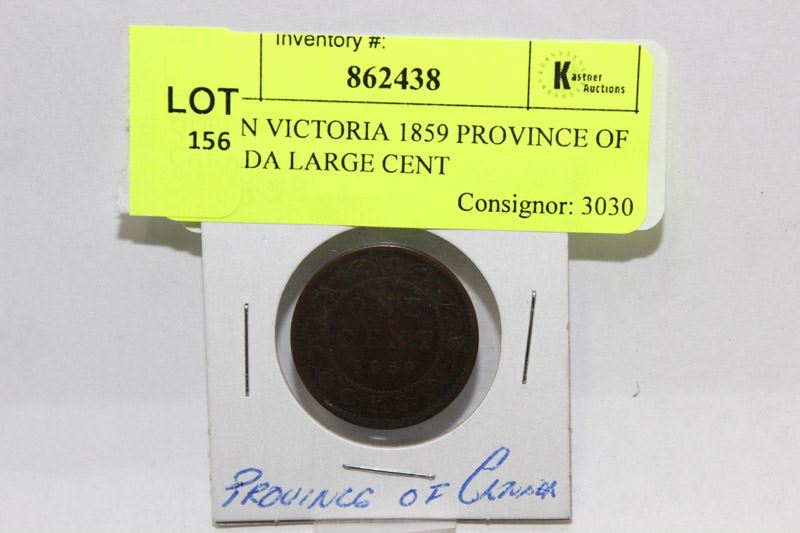 Inventory #:
862438
Kastner
Auctions
LOT
156
N VICTORIA 1859 PROVINCE OF
DA LARGE CENT
Consignor: 3030
ONE
CENT
1859
PROVINCE OF CANADA